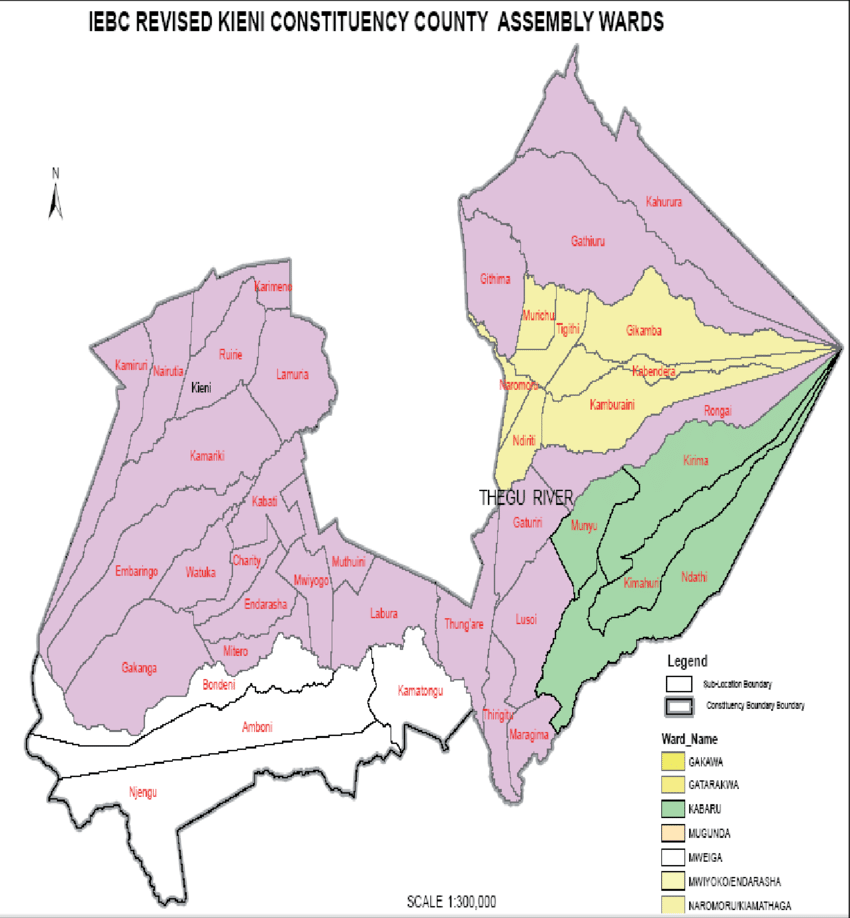 IEBC REVISED KIENI CONSTITUENCY COUNTY ASSEMBLY WARDS
N
Kahurura
Gathiuru
Githima
Karimeno
Murichu
Tigithi
Gikamba
Kamiruri
Nairutia
Ruirie
Lamuna
Kieni
Naromoru
Kabendera
Kamburaini
Rongai
Ndiriti
Kamariki
Kirima
THEGU RIVER
Kabati
Gaturiri
Munyu
Embaringo
Watuka
Charity
Muthuini
Mwiyogo
Kimahuri
Ndathi
Endarasha
Labura
Thung'are
Lusoi
Mitero
Gakanga
Bondeni
Kamatongu
Amboni
Thirigitu
Maragima
Njengu
Legend
Sub-Location Boundary
Constituency Boundary Boundary
Ward_Name
GAKAWA
GATARAKWA
KABARU
MUGUNDA
MWEIGA
MWIYOKO/ENDARASHA
NAROMORU/KIAMATHAGA
SCALE 1:300,000